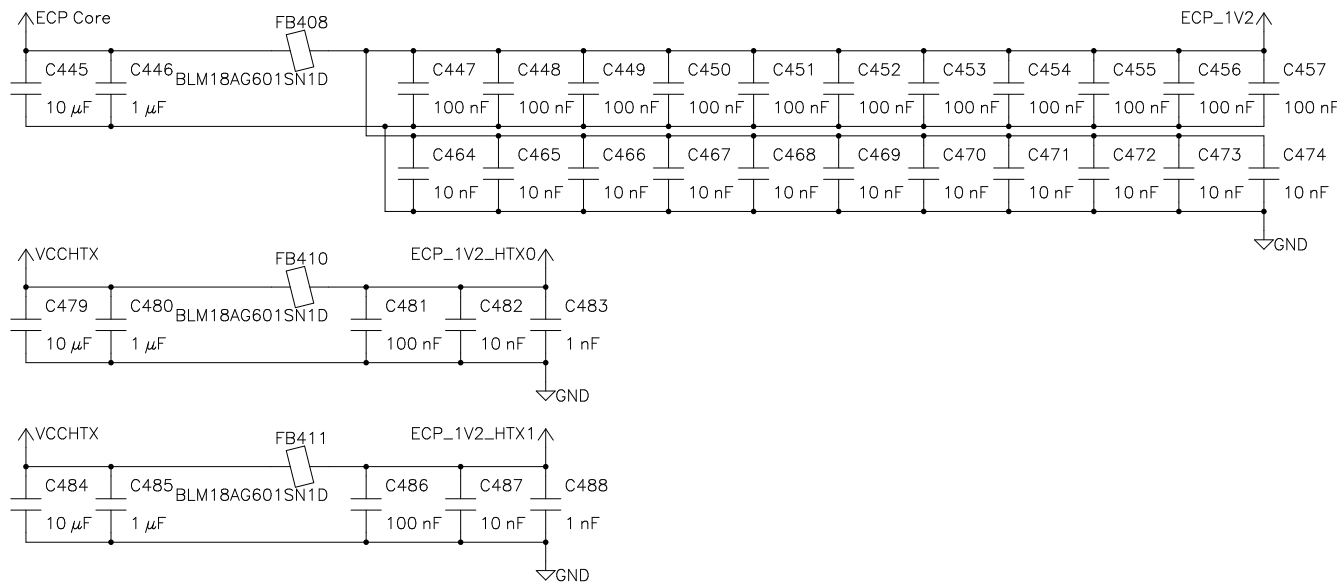 ECP Core
FB408
ECP_1V2
C445
C446
BLM18AG601SN1D
C447
C448
C449
C450
C451
C452
C453
C454
C455
C456
C457
10 µF
1 µF
100 nF
100 nF
100 nF
100 nF
100 nF
100 nF
100 nF
100 nF
100 nF
100 nF
100 nF
C464
C465
C466
C467
C468
C469
C470
C471
C472
C473
C474
10 nF
10 nF
10 nF
10 nF
10 nF
10 nF
10 nF
10 nF
10 nF
10 nF
10 nF
GND
VCCHTX
FB410
ECP_1V2_HTX0
C479
C480
BLM18AG601SN1D
C481
C482
C483
10 µF
1 µF
100 nF
10 nF
1 nF
GND
VCCHTX
FB411
ECP_1V2_HTX1
C484
C485
BLM18AG601SN1D
C486
C487
C488
10 µF
1 µF
100 nF
10 nF
1 nF
GND